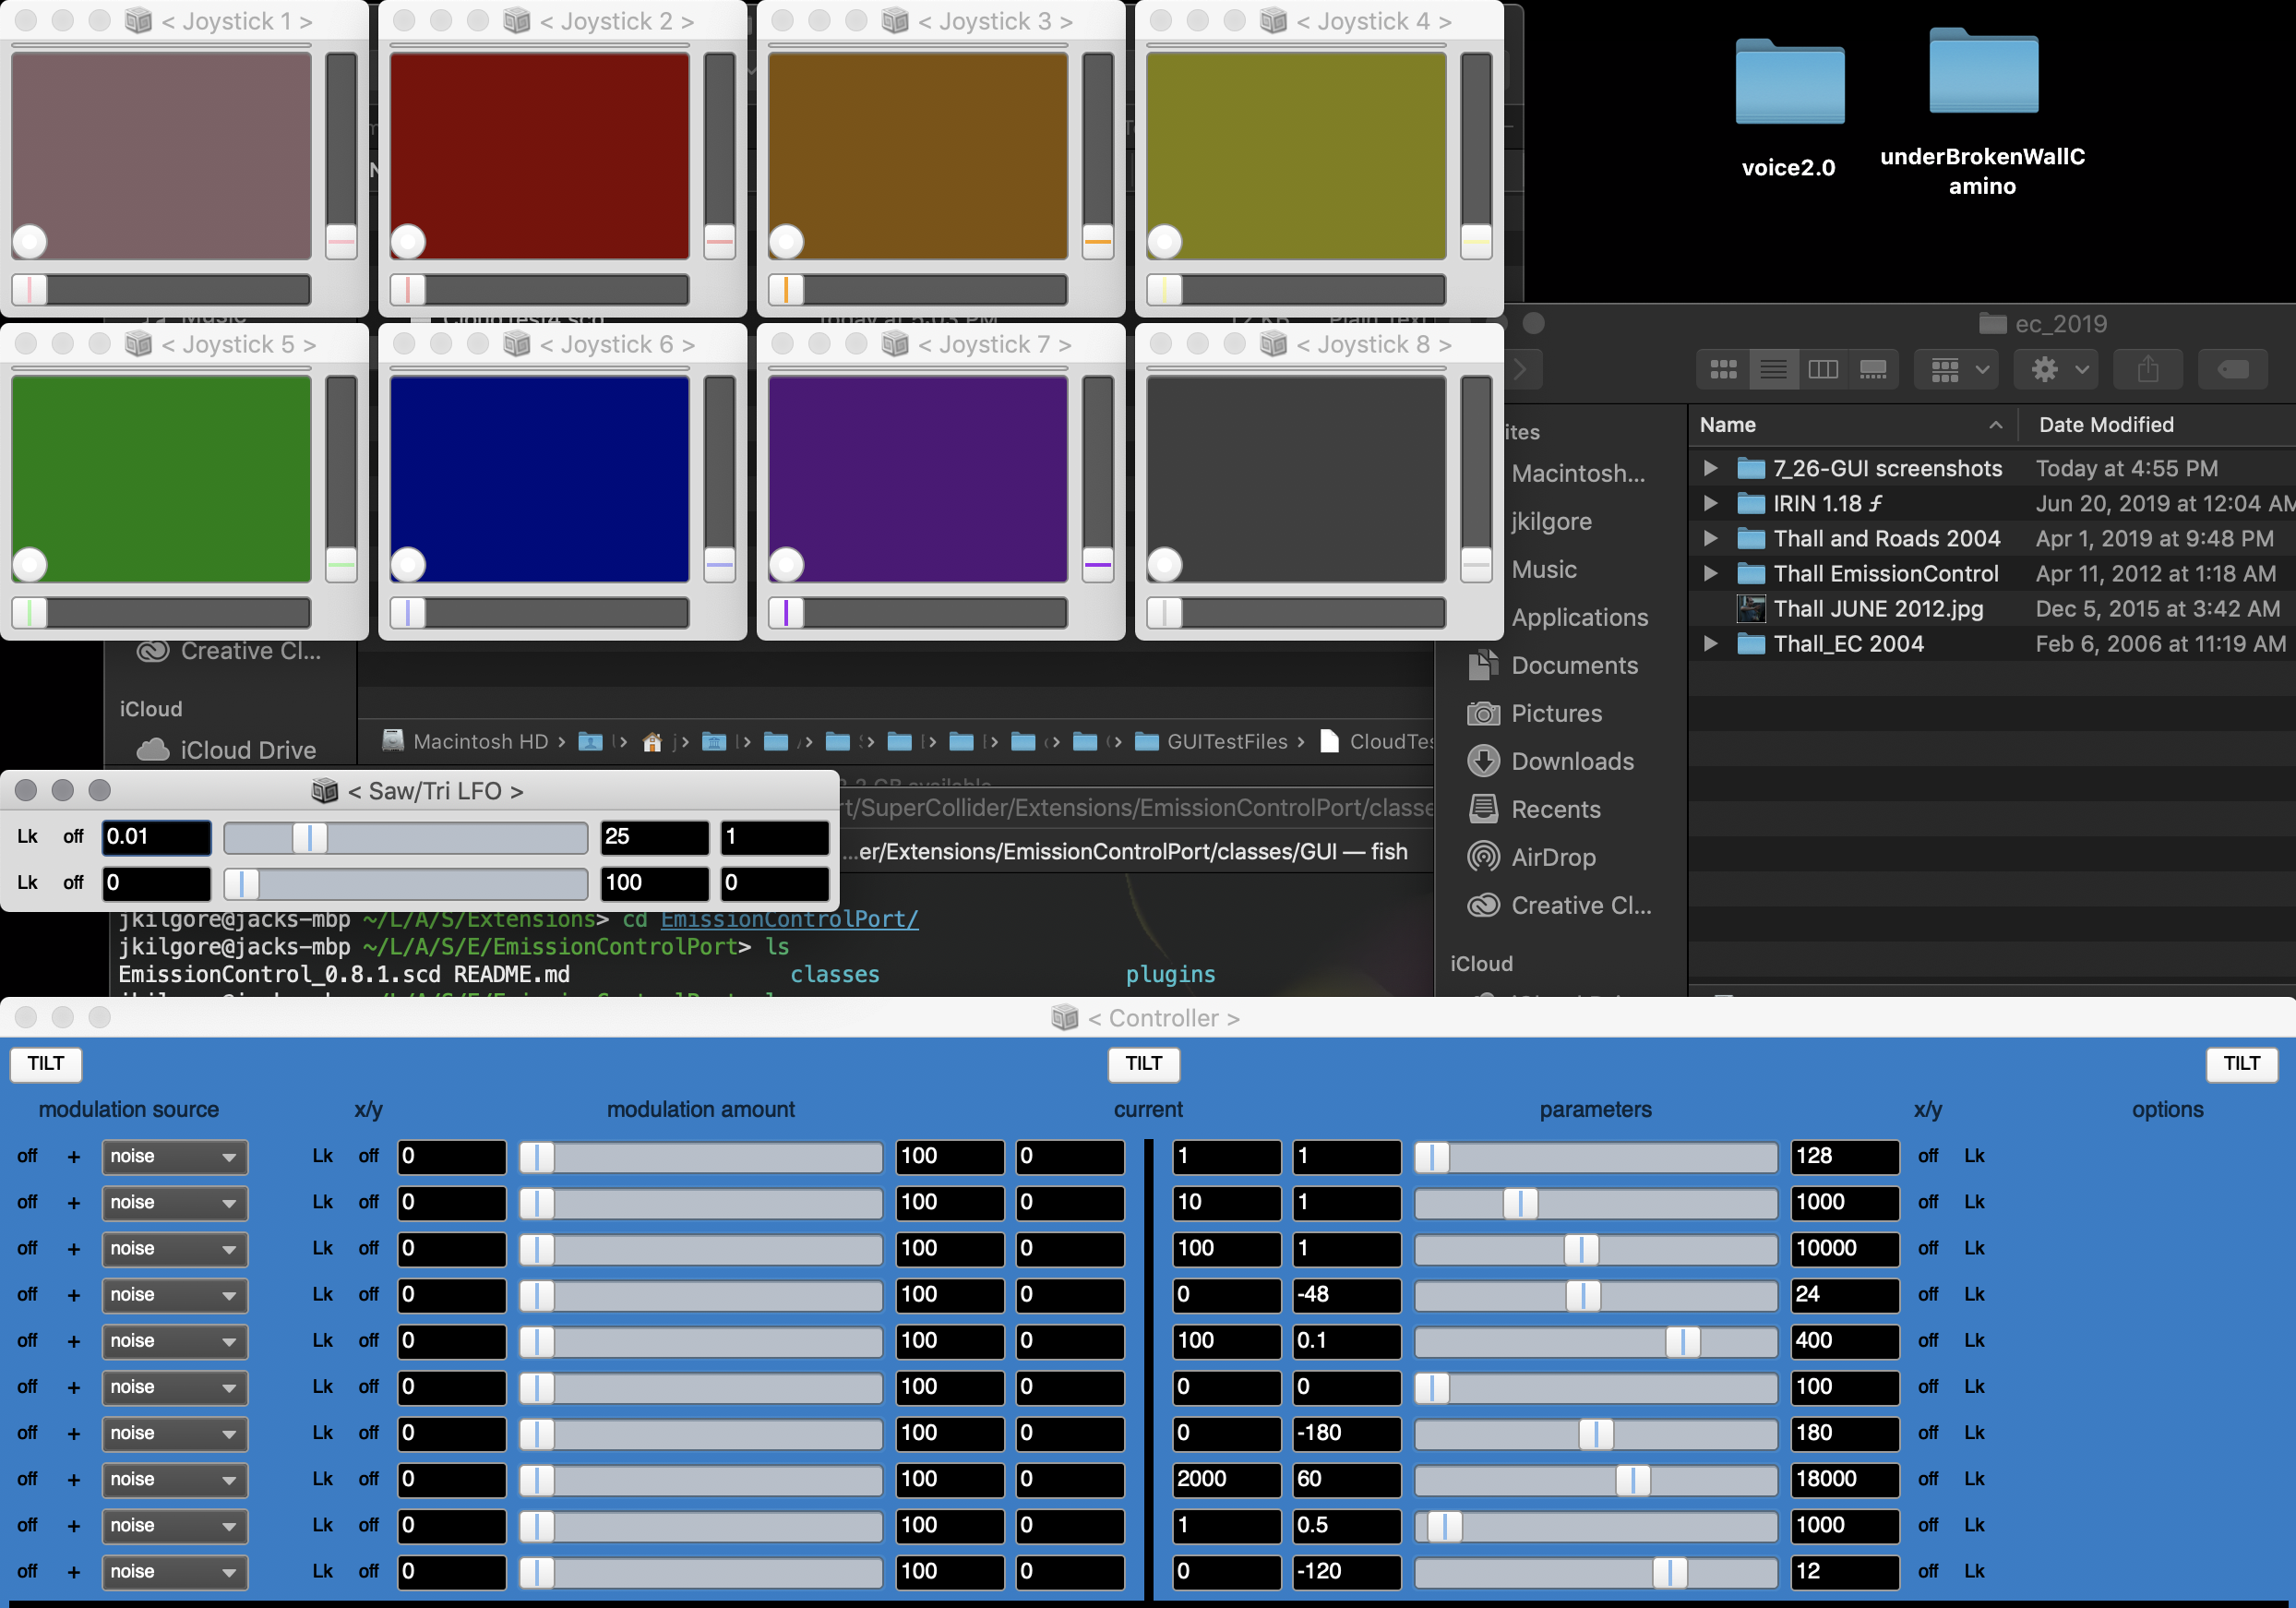 < Joystick 1 >
< Joystick 2 >
< Joystick 3 >
< Joystick 4 >
voice2.0
underBrokenWallC
amino
< Joystick 5 >
< Joystick 6 >
< Joystick 7 >
< Joystick 8 >
ec_2019
Name
Date Modified
ites
Macintosh...
jkilgore
Music
Applications
Documents
Pictures
Downloads
Recents
AirDrop
Creative Cl...
iCloud
7_26-GUI screenshots Today at 4:55 PM
IRIN 1.18 ƒ Jun 20, 2019 at 12:04 AM
Thall and Roads 2004 Apr 1, 2019 at 9:48 PM
Thall EmissionControl Apr 11, 2012 at 1:18 AM
Thall JUNE 2012.jpg Dec 5, 2015 at 3:42 AM
Thall_EC 2004 Feb 6, 2006 at 11:19 AM
Creative Cl...
iCloud
iCloud Drive
Macintosh HD › GUITestFiles › CloudTes
< Saw/Tri LFO >
Lk off 0.01 25 1
Lk off 0 100 0
rt/SuperCollider/Extensions/EmissionControlPort/classe
...er/Extensions/EmissionControlPort/classes/GUI — fish
jkilgore@jacks-mbp ~/L/A/S/Extensions> cd EmissionControlPort/
jkilgore@jacks-mbp ~/L/A/S/E/EmissionControlPort> ls
EmissionControl_0.8.1.scd README.md classes plugins
< Controller >
TILT TILT TILT
modulation source x/y modulation amount current parameters x/y options
off + noise Lk off 0 100 0 1 1 128 off Lk
off + noise Lk off 0 100 0 10 1 1000 off Lk
off + noise Lk off 0 100 0 100 1 10000 off Lk
off + noise Lk off 0 100 0 0 -48 24 off Lk
off + noise Lk off 0 100 0 100 0.1 400 off Lk
off + noise Lk off 0 100 0 0 0 100 off Lk
off + noise Lk off 0 100 0 0 -180 180 off Lk
off + noise Lk off 0 100 0 2000 60 18000 off Lk
off + noise Lk off 0 100 0 1 0.5 1000 off Lk
off + noise Lk off 0 100 0 0 -120 12 off Lk